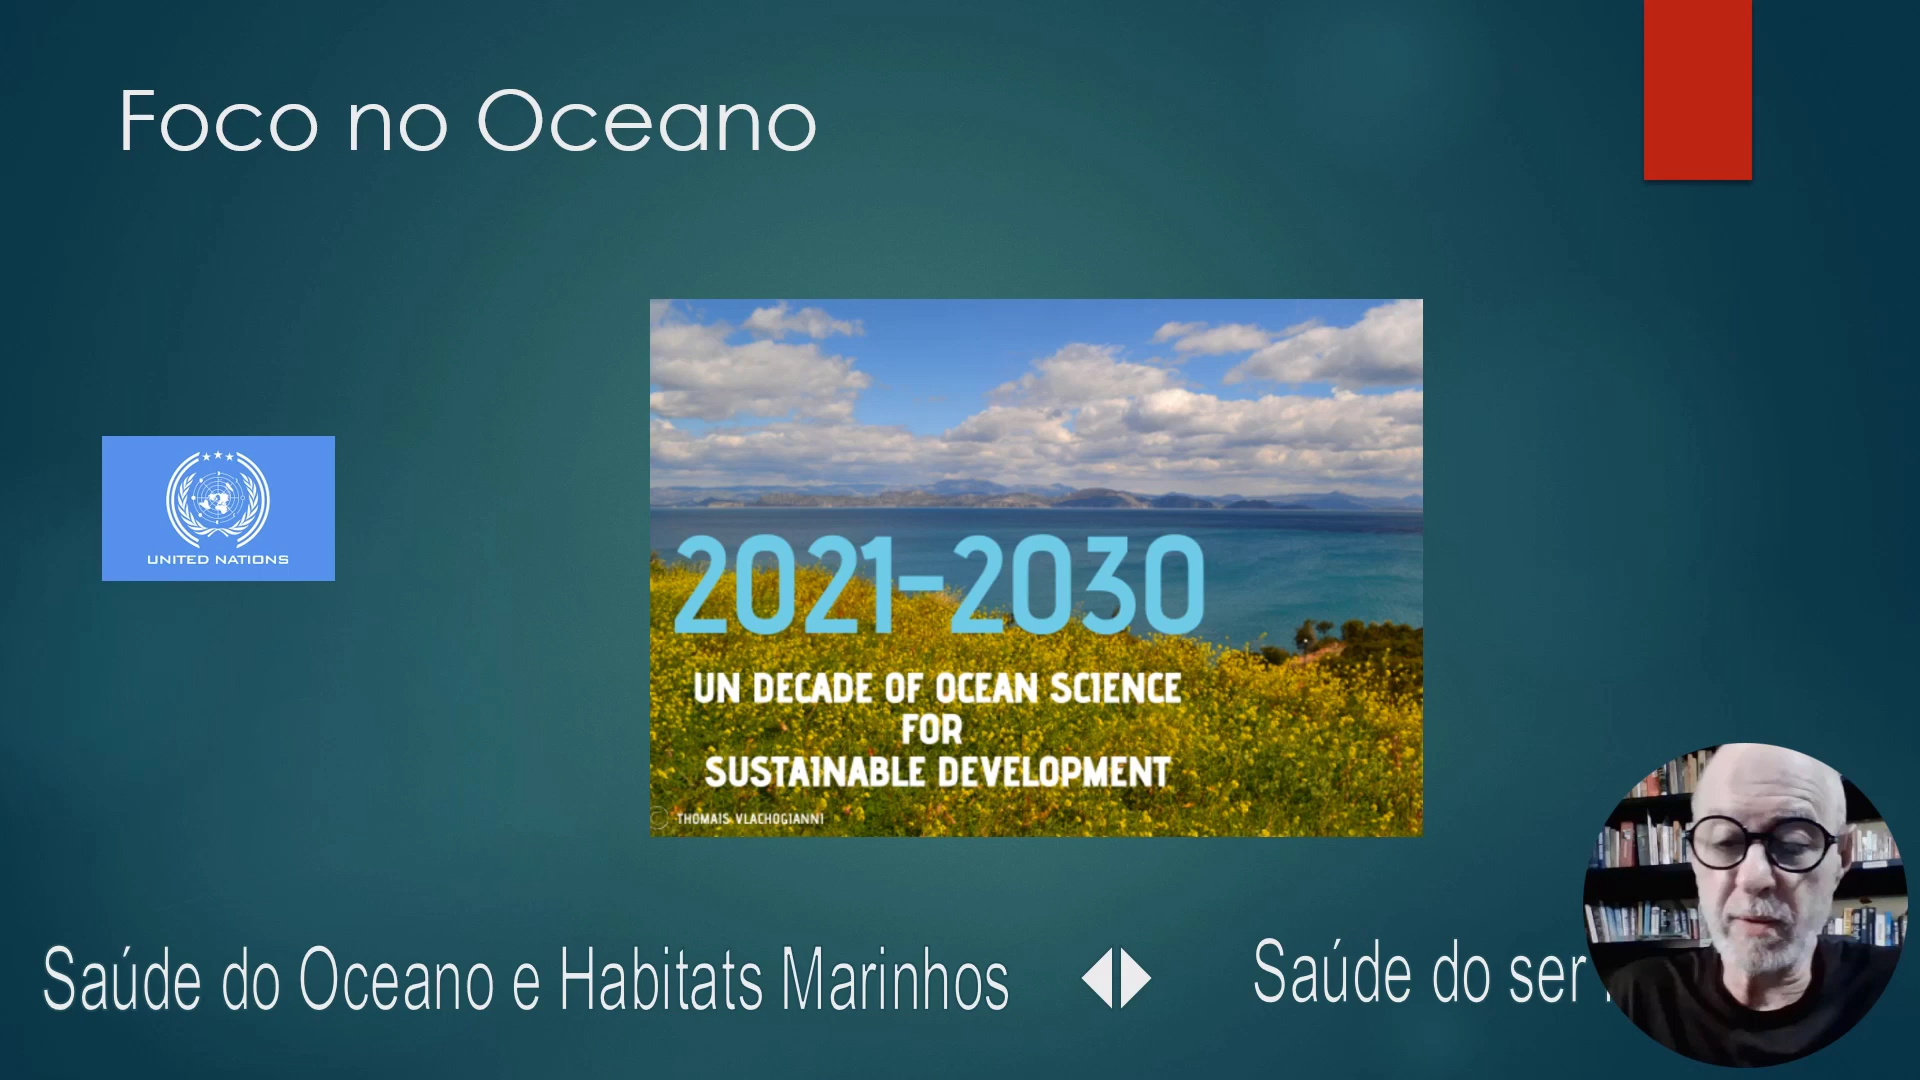 Foco no Oceano
UNITED NATIONS
2021-2030
UN DECADE OF OCEAN SCIENCE
FOR
SUSTAINABLE DEVELOPMENT
THOMAIS VLACHOGIANNI
Saúde do Oceano e Habitats Marinhos
Saúde do ser